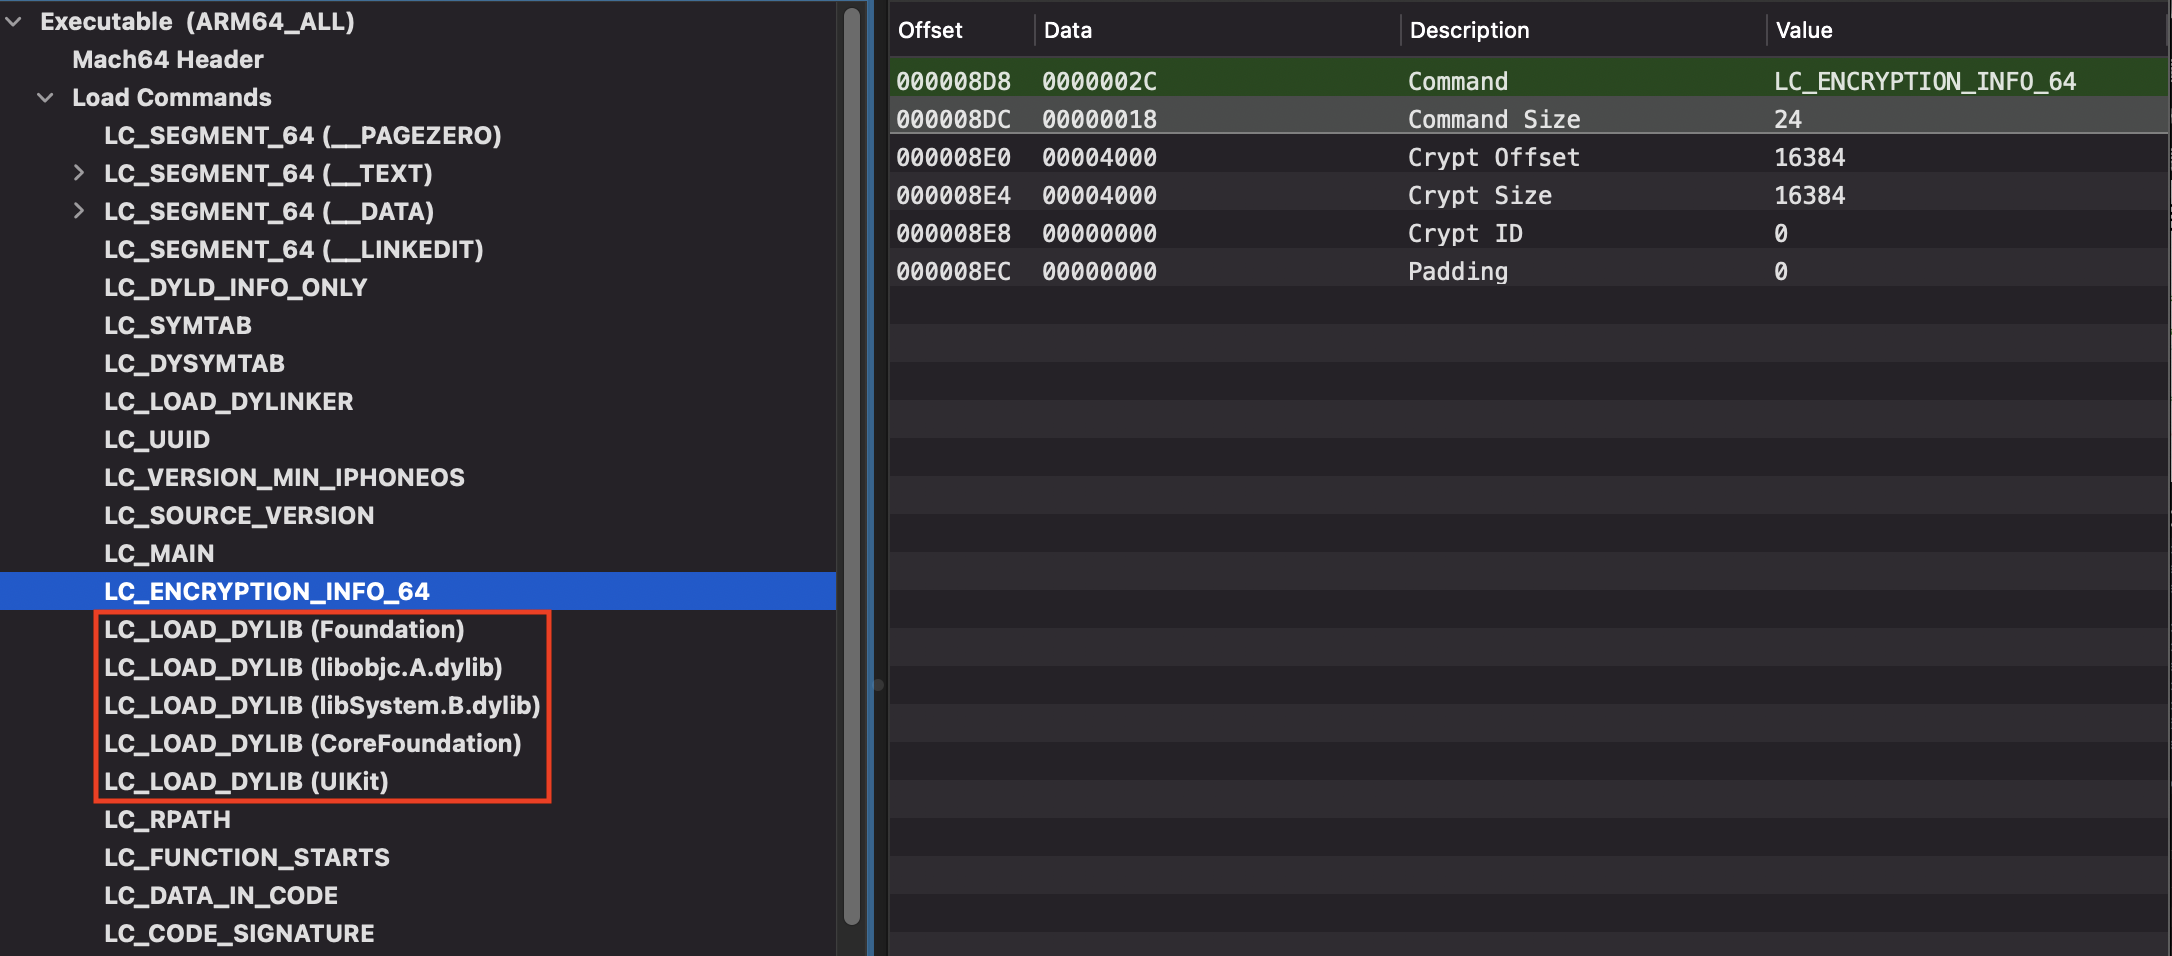 Executable (ARM64_ALL)
Mach64 Header
Load Commands
LC_SEGMENT_64 (__PAGEZERO)
LC_SEGMENT_64 (__TEXT)
LC_SEGMENT_64 (__DATA)
LC_SEGMENT_64 (__LINKEDIT)
LC_DYLD_INFO_ONLY
LC_SYMTAB
LC_DYSYMTAB
LC_LOAD_DYLINKER
LC_UUID
LC_VERSION_MIN_IPHONEOS
LC_SOURCE_VERSION
LC_MAIN
LC_ENCRYPTION_INFO_64
LC_LOAD_DYLIB (Foundation)
LC_LOAD_DYLIB (libobjc.A.dylib)
LC_LOAD_DYLIB (libSystem.B.dylib)
LC_LOAD_DYLIB (CoreFoundation)
LC_LOAD_DYLIB (UIKit)
LC_RPATH
LC_FUNCTION_STARTS
LC_DATA_IN_CODE
LC_CODE_SIGNATURE
Offset Data Description Value
000008D8 0000002C Command LC_ENCRYPTION_INFO_64
000008DC 00000018 Command Size 24
000008E0 00004000 Crypt Offset 16384
000008E4 00004000 Crypt Size 16384
000008E8 00000000 Crypt ID 0
000008EC 00000000 Padding 0